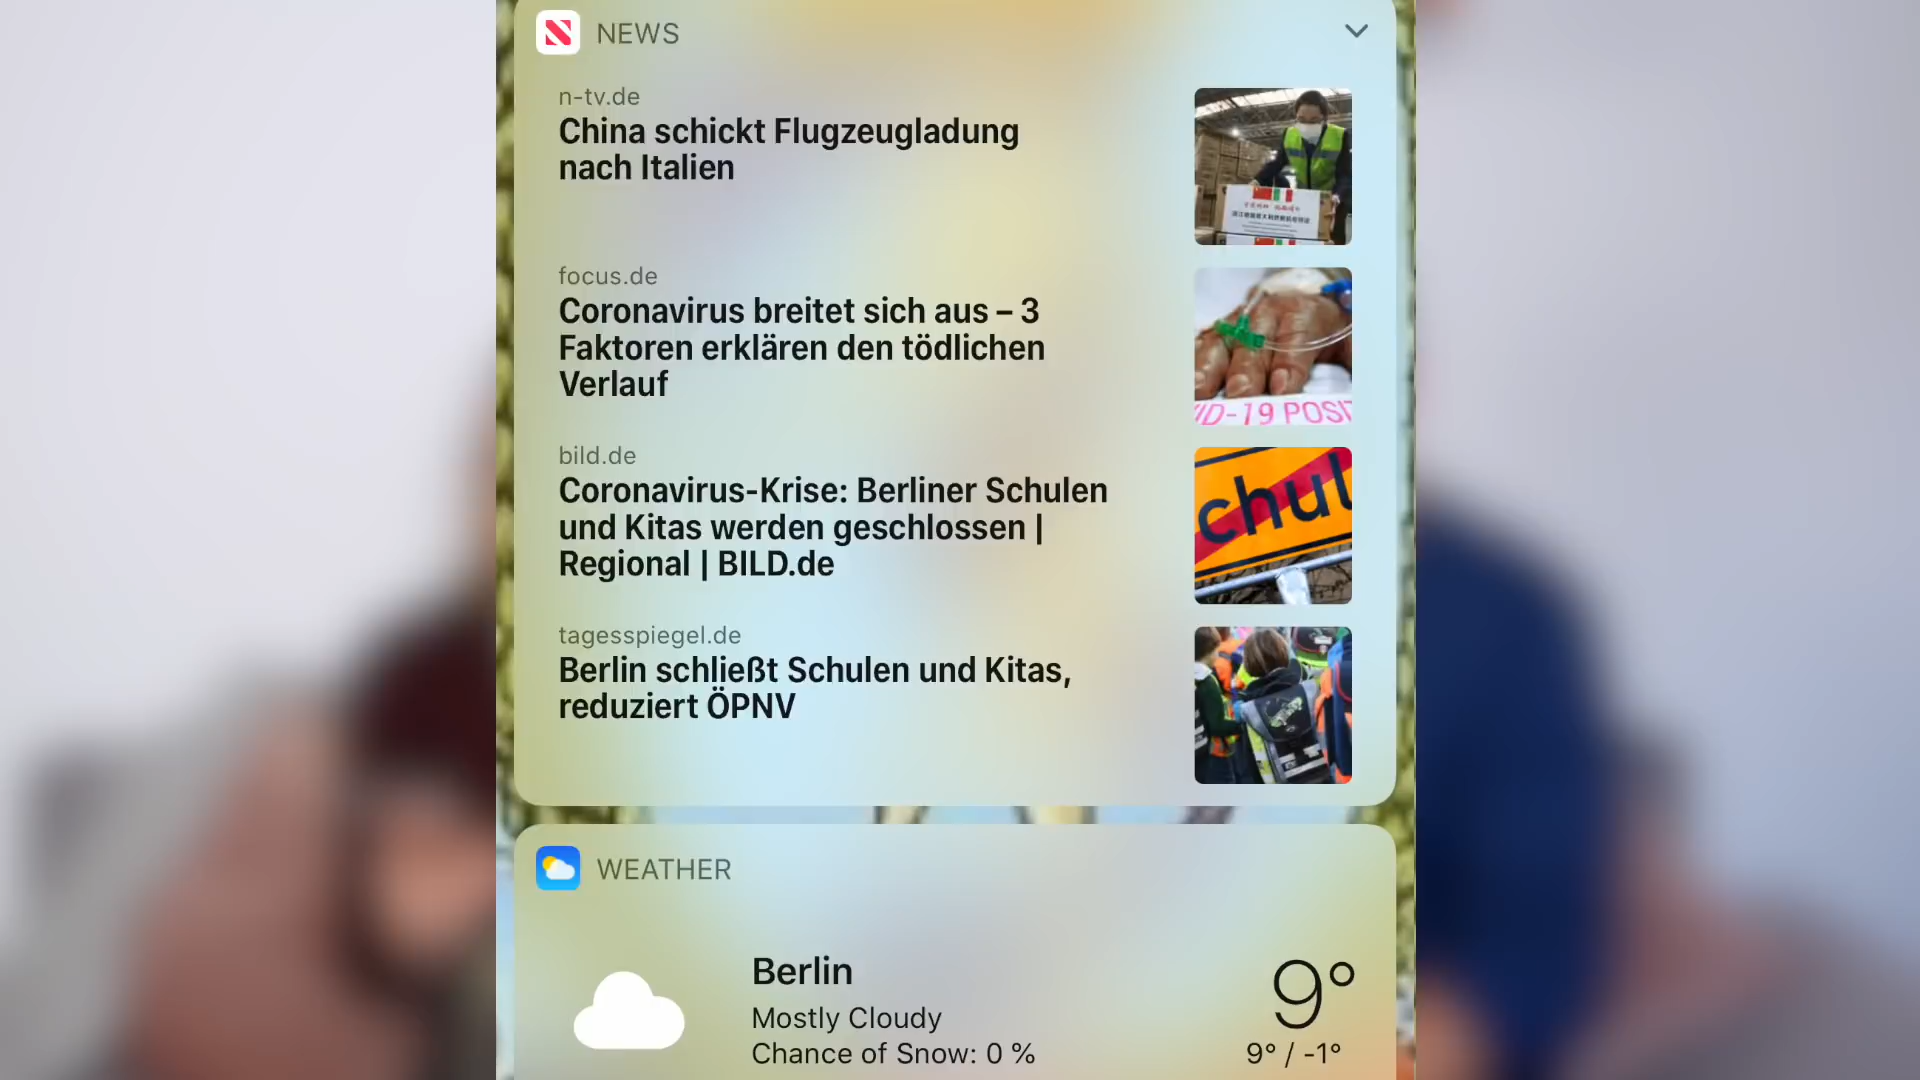 NEWS
n-tv.de
China schickt Flugzeugladung
nach Italien
focus.de
Coronavirus breitet sich aus – 3
Faktoren erklären den tödlichen
Verlauf
ID-19 POSI
bild.de
Coronavirus-Krise: Berliner Schulen
und Kitas werden geschlossen |
Regional | BILD.de
chul
tagesspiegel.de
Berlin schließt Schulen und Kitas,
reduziert ÖPNV
WEATHER
Berlin
9°
Mostly Cloudy
Chance of Snow: 0 %
9° / -1°